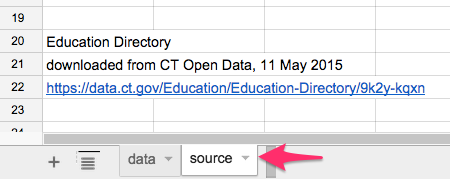 19
20 Education Directory
21 downloaded from CT Open Data, 11 May 2015
22 https://data.ct.gov/Education/Education-Directory/9k2y-kqxn
23
24
data source